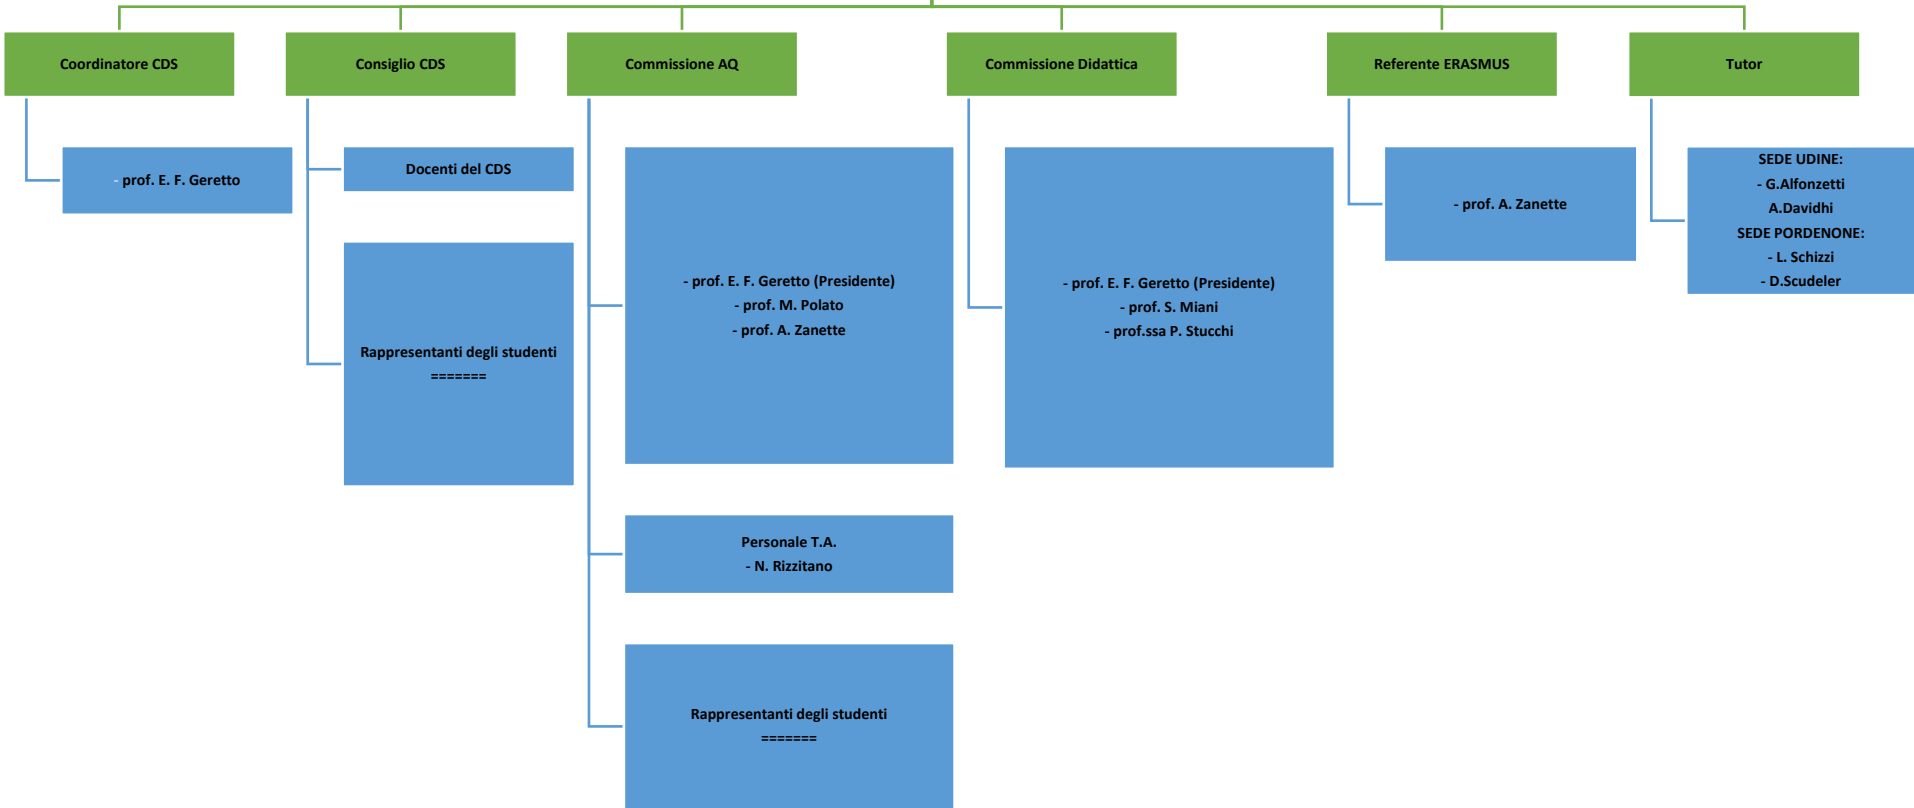 Coordinatore CDS
- prof. E. F. Geretto
Consiglio CDS
Docenti del CDS
Rappresentanti degli studenti
=======
Commissione AQ
- prof. E. F. Geretto (Presidente)
- prof. M. Polato
- prof. A. Zanette
Personale T.A.
- N. Rizzitano
Rappresentanti degli studenti
=======
Commissione Didattica
- prof. E. F. Geretto (Presidente)
- prof. S. Miani
- prof.ssa P. Stucchi
Referente ERASMUS
- prof. A. Zanette
Tutor
SEDE UDINE:
- G.Alfonzetti
A.Davidhi
SEDE PORDENONE:
- L. Schizzi
- D.Scudeler